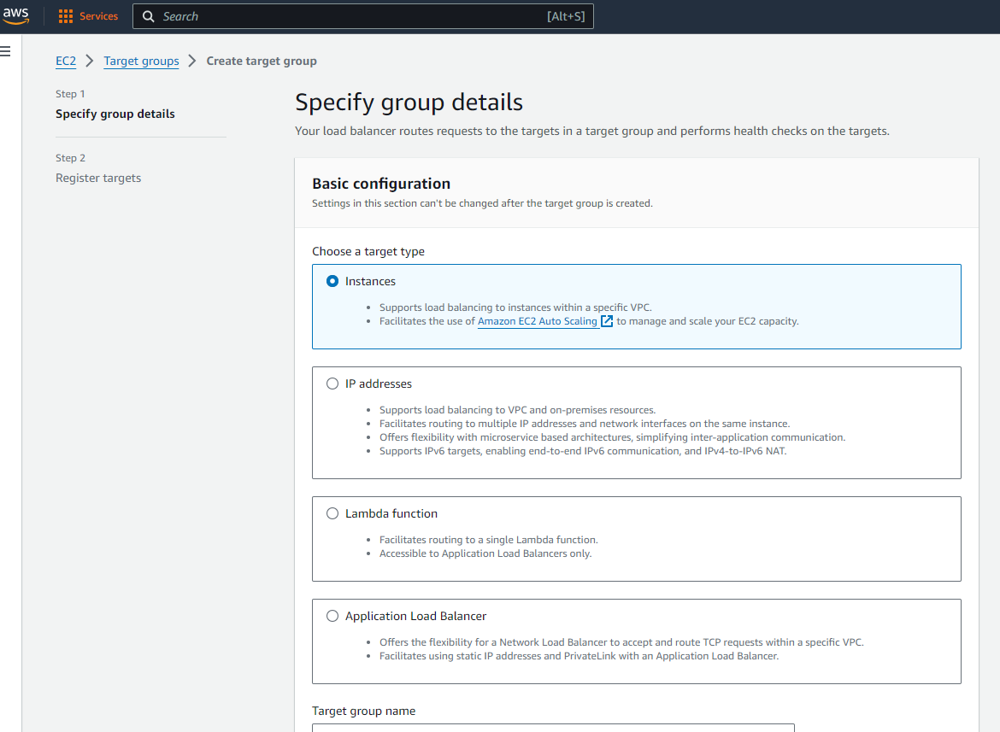 aws Services Search [Alt+S]
EC2 Target groups Create target group
Step 1
Specify group details
Step 2
Register targets
Specify group details
Your load balancer routes requests to the targets in a target group and performs health checks on the targets.
Basic configuration
Settings in this section can't be changed after the target group is created.
Choose a target type
Instances
• Supports load balancing to instances within a specific VPC.
• Facilitates the use of Amazon EC2 Auto Scaling to manage and scale your EC2 capacity.
IP addresses
• Supports load balancing to VPC and on-premises resources.
• Facilitates routing to multiple IP addresses and network interfaces on the same instance.
• Offers flexibility with microservice based architectures, simplifying inter-application communication.
• Supports IPv6 targets, enabling end-to-end IPv6 communication, and IPv4-to-IPv6 NAT.
Lambda function
• Facilitates routing to a single Lambda function.
• Accessible to Application Load Balancers only.
Application Load Balancer
• Offers the flexibility for a Network Load Balancer to accept and route TCP requests within a specific VPC.
• Facilitates using static IP addresses and PrivateLink with an Application Load Balancer.
Target group name